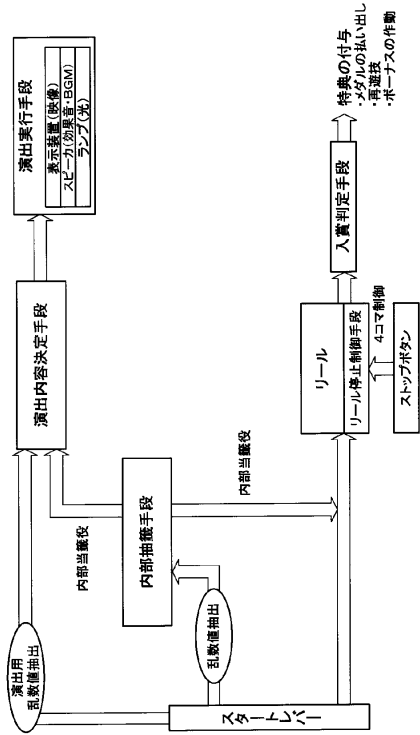 演出用
乱数値抽出
演出内容決定手段
演出実行手段
表示装置(映像)
スピーカ(効果音・BGM)
ランプ(光)
内部当籤役
内部抽籤手段
内部当籤役
乱数値抽出
スタートレバー
リール
リール停止制御手段
4コマ制御
ストップボタン
入賞判定手段
特典の付与
・メダルの払い出し
・再遊技
・ボーナスの作動